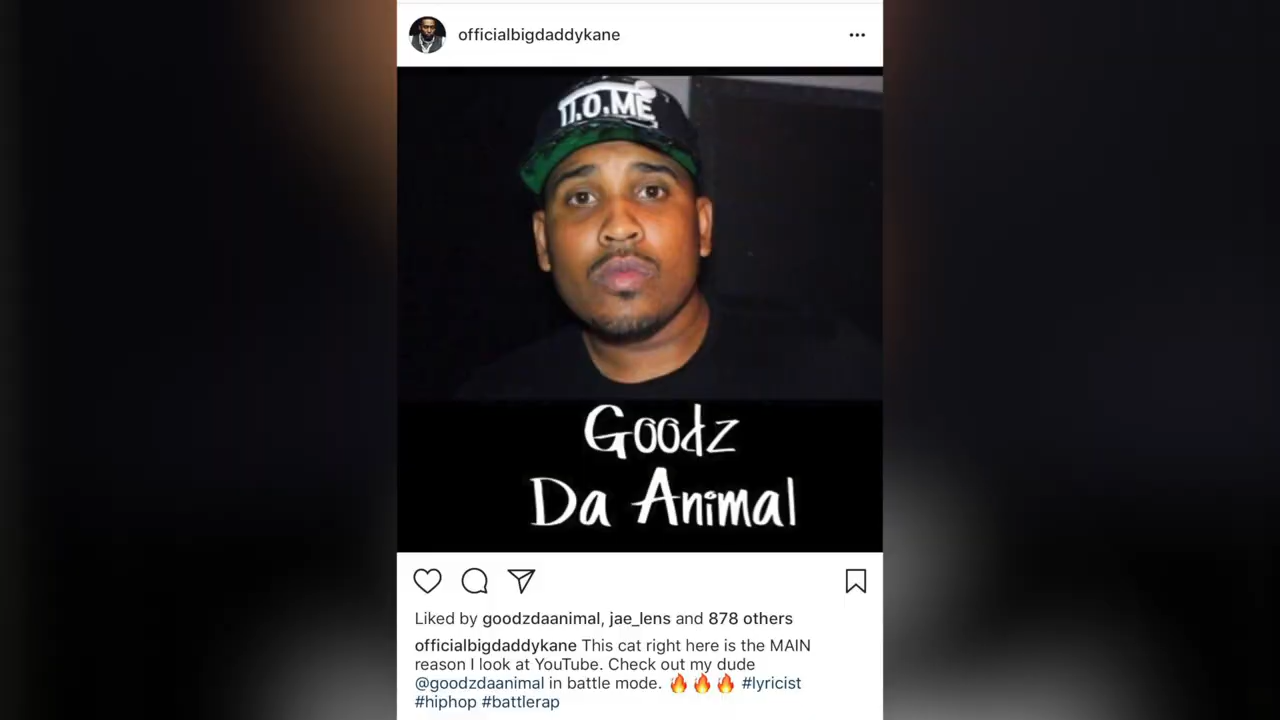 officialbigdaddykane
U.O.ME
Goodz
Da Animal
Liked by goodzdaanimal, jae_lens and 878 others
officialbigdaddykane This cat right here is the MAIN
reason I look at YouTube. Check out my dude
@goodzdaanimal in battle mode. 🔥🔥🔥 #lyricist
#hiphop #battlerap